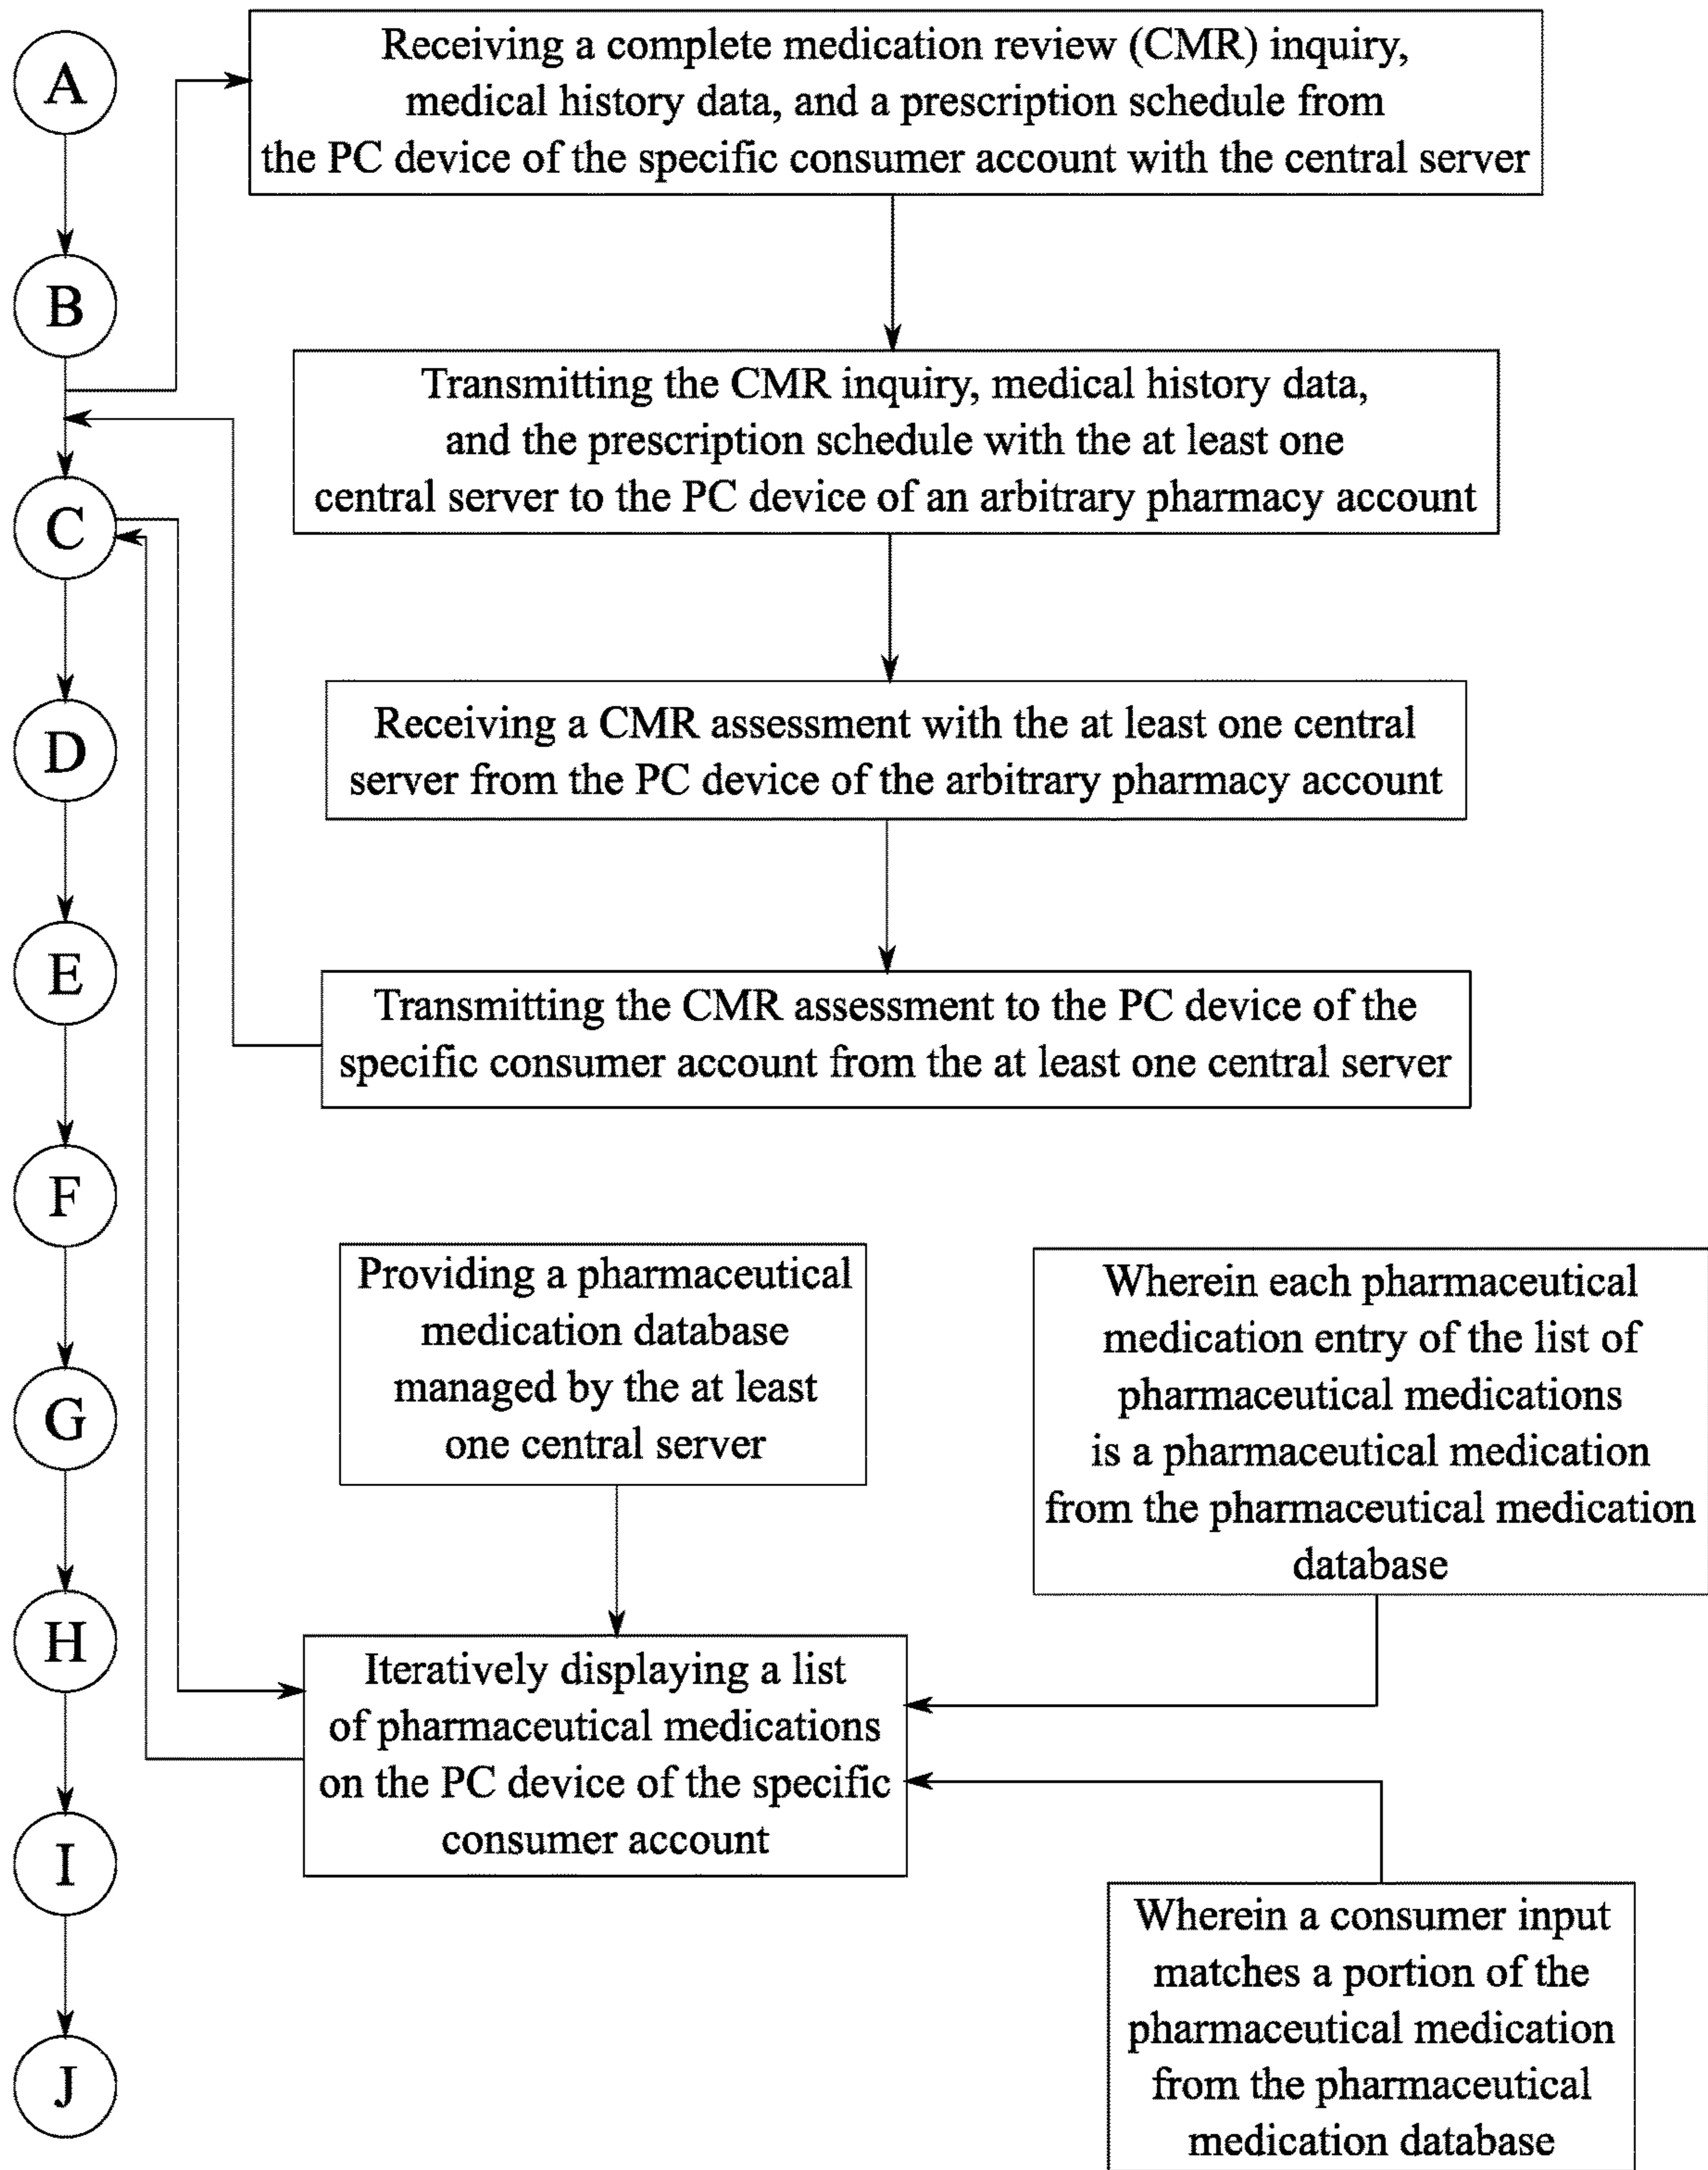 A
B
C
D
E
F
G
H
I
J
Receiving a complete medication review (CMR) inquiry,
medical history data, and a prescription schedule from
the PC device of the specific consumer account with the central server
Transmitting the CMR inquiry, medical history data,
and the prescription schedule with the at least one
central server to the PC device of an arbitrary pharmacy account
Receiving a CMR assessment with the at least one central
server from the PC device of the arbitrary pharmacy account
Transmitting the CMR assessment to the PC device of the
specific consumer account from the at least one central server
Providing a pharmaceutical
medication database
managed by the at least
one central server
Wherein each pharmaceutical
medication entry of the list of
pharmaceutical medications
is a pharmaceutical medication
from the pharmaceutical medication
database
Iteratively displaying a list
of pharmaceutical medications
on the PC device of the specific
consumer account
Wherein a consumer input
matches a portion of the
pharmaceutical medication
from the pharmaceutical
medication database